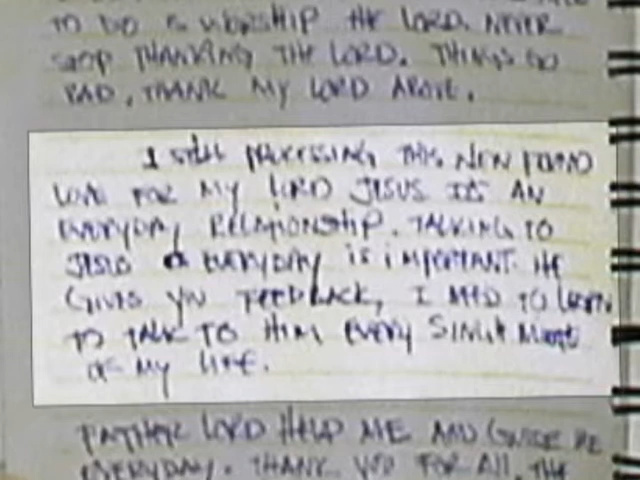 TO DO IS WORSHIP THE LORD. NEVER
STOP THANKING THE LORD. THINGS GO
BAD, THANK MY LORD ABOVE.
I STILL PROCESSING THIS NEW FOUND
LOVE FOR MY LORD JESUS IT'S AN
EVERYDAY RELATIONSHIP. TALKING TO
JESUS EVERYDAY IS IMPORTANT. HE
GIVES YOU FEEDBACK, I NEED TO LEARN
TO TALK TO HIM EVERY SINGLE MOMENT
OF MY LIFE.
FATHER LORD HELP ME AND GUIDE ME
EVERYDAY. THANK YOU FOR ALL. THE